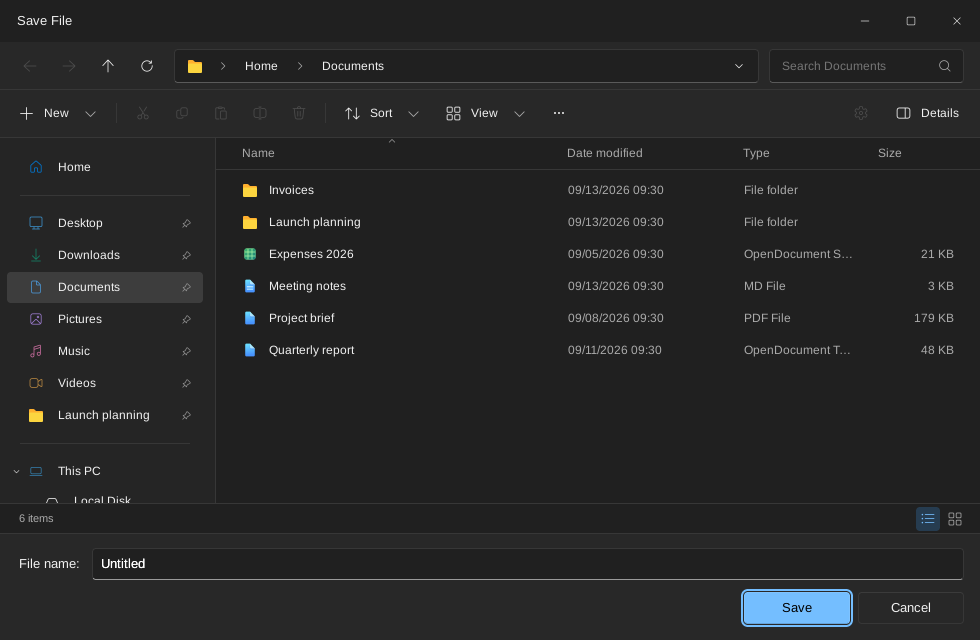 Save File
Home
Documents
Search Documents
New
Sort
View
Details
Home
Desktop
Downloads
Documents
Pictures
Music
Videos
Launch planning
This PC
Local Disk
Name Date modified Type Size
Invoices 09/13/2026 09:30 File folder
Launch planning 09/13/2026 09:30 File folder
Expenses 2026 09/05/2026 09:30 OpenDocument S… 21 KB
Meeting notes 09/13/2026 09:30 MD File 3 KB
Project brief 09/08/2026 09:30 PDF File 179 KB
Quarterly report 09/11/2026 09:30 OpenDocument T… 48 KB
6 items
File name: Untitled
Save Cancel